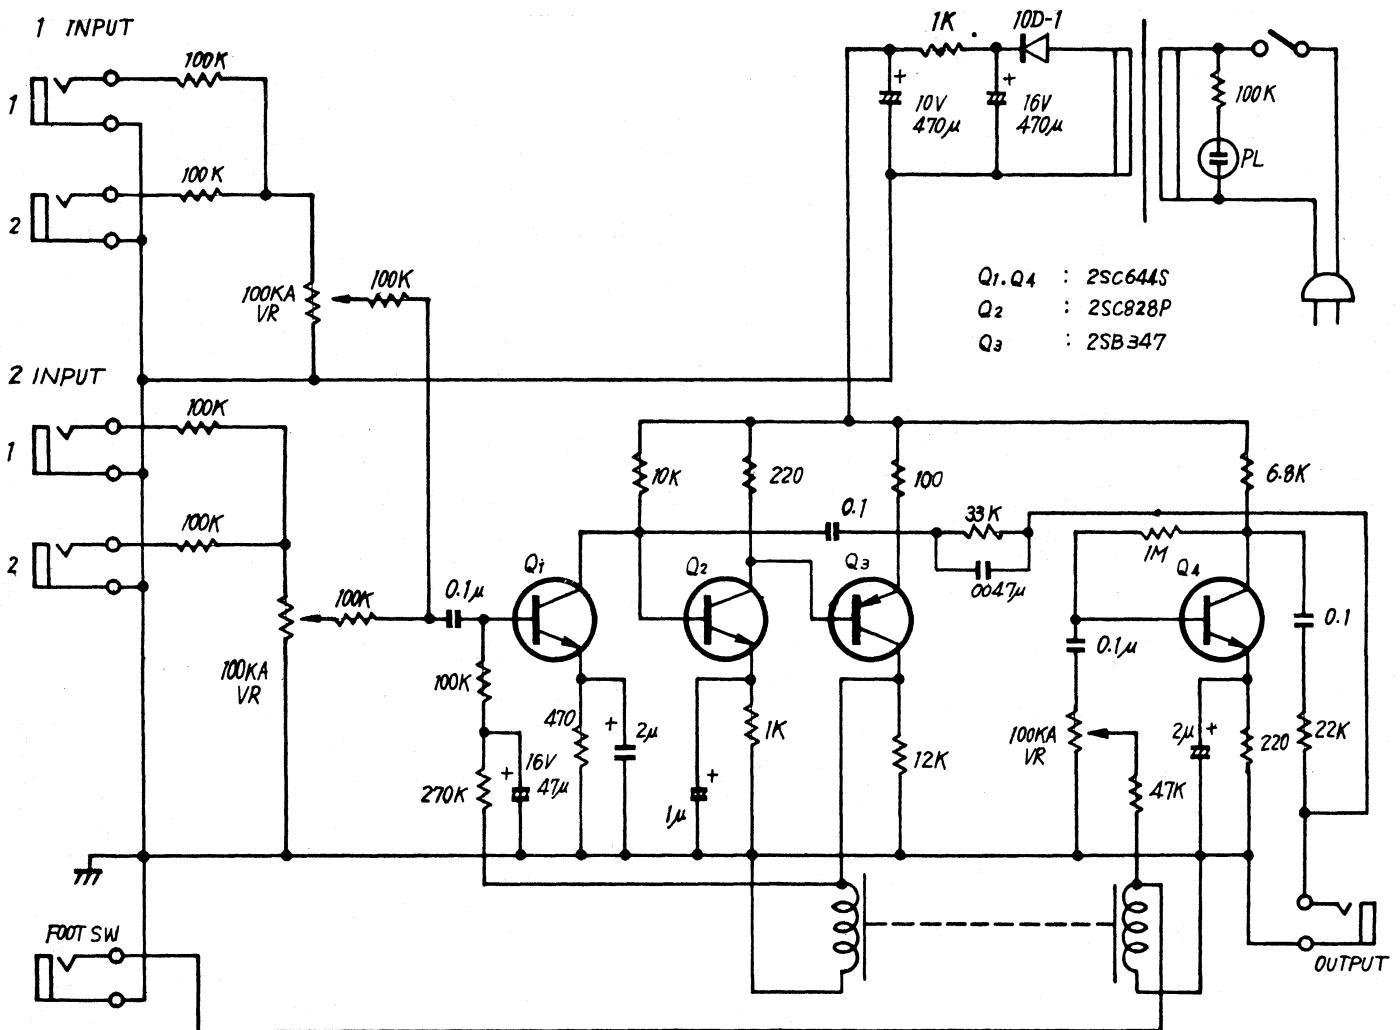 1 INPUT
1K
10D-1
100K
1
10V
470μ
16V
470μ
100K
PL
100K
2
100KA
VR
100K
Q1.Q4 : 2SC644S
Q2 : 2SC828P
Q3 : 2SB347
2 INPUT
100K
1
10K
220
100
6.8K
0.1
33K
100K
2
1M
0.1μ
Q1
Q2
Q3
0047μ
Q4
100K
0.1μ
0.1
100KA
VR
100K
470
2μ
1K
12K
100KA
VR
2μ
220
22K
16V
47μ
270K
1μ
47K
FOOT SW
OUTPUT